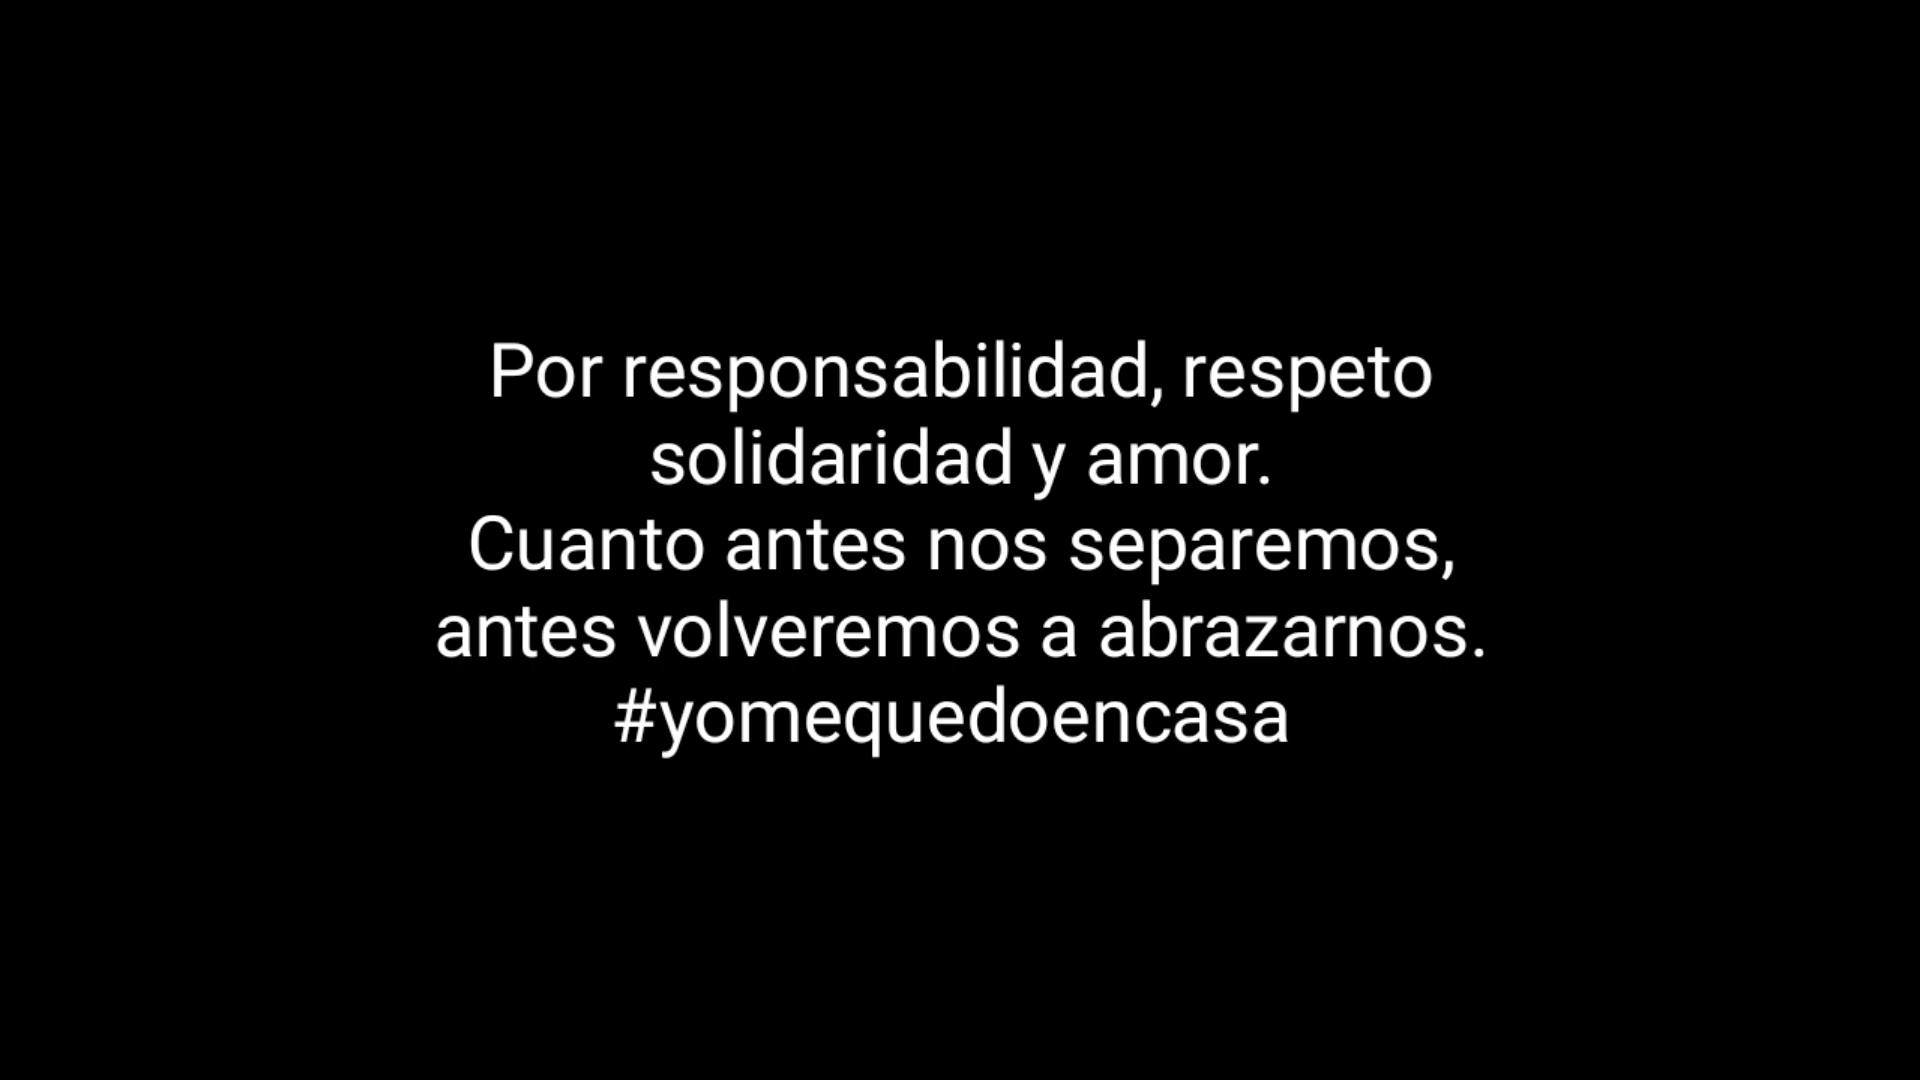 Por responsabilidad, respeto
solidaridad y amor.
Cuanto antes nos separemos,
antes volveremos a abrazarnos.
#yomequedoencasa